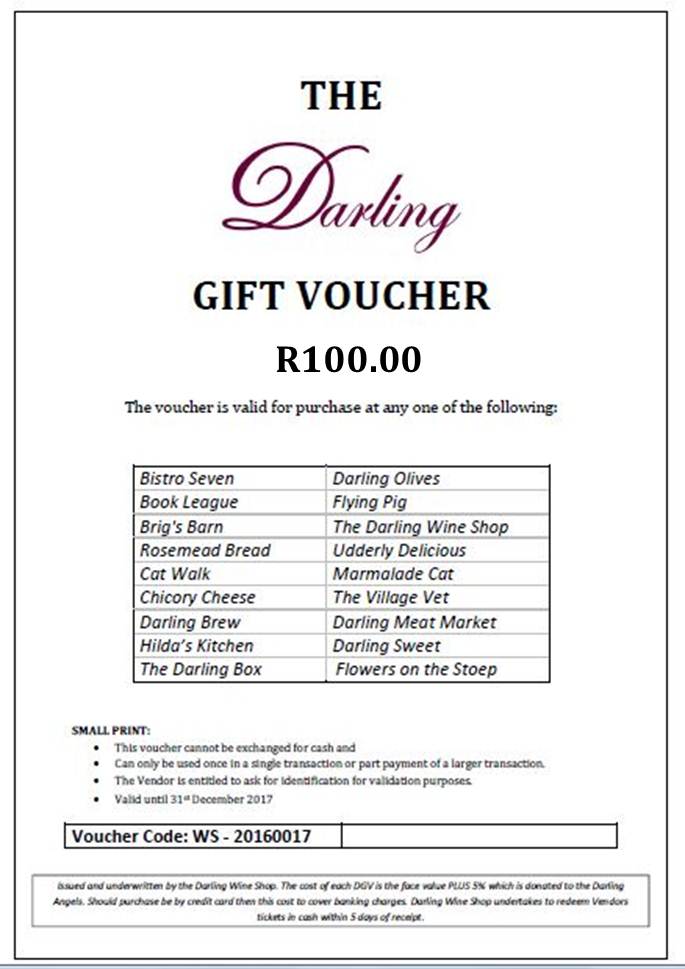 THE
Darling
GIFT VOUCHER
R100.00
The voucher is valid for purchase at any one of the following:
Bistro Seven Darling Olives
Book League Flying Pig
Brig's Barn The Darling Wine Shop
Rosemead Bread Udderly Delicious
Cat Walk Marmalade Cat
Chicory Cheese The Village Vet
Darling Brew Darling Meat Market
Hilda's Kitchen Darling Sweet
The Darling Box Flowers on the Stoep
SMALL PRINT:
• This voucher cannot be exchanged for cash and
• Can only be used once in a single transaction or part payment of a larger transaction.
• The Vendor is entitled to ask for identification for validation purposes.
• Valid until 31st December 2017
Voucher Code: WS - 20160017
Issued and underwritten by the Darling Wine Shop. The cost of each DGV is the face value PLUS 5% which is donated to the Darling
Angels. Should purchase be by credit card then this cost to cover banking charges. Darling Wine Shop undertakes to redeem Vendors
tickets in cash within 5 days of receipt.